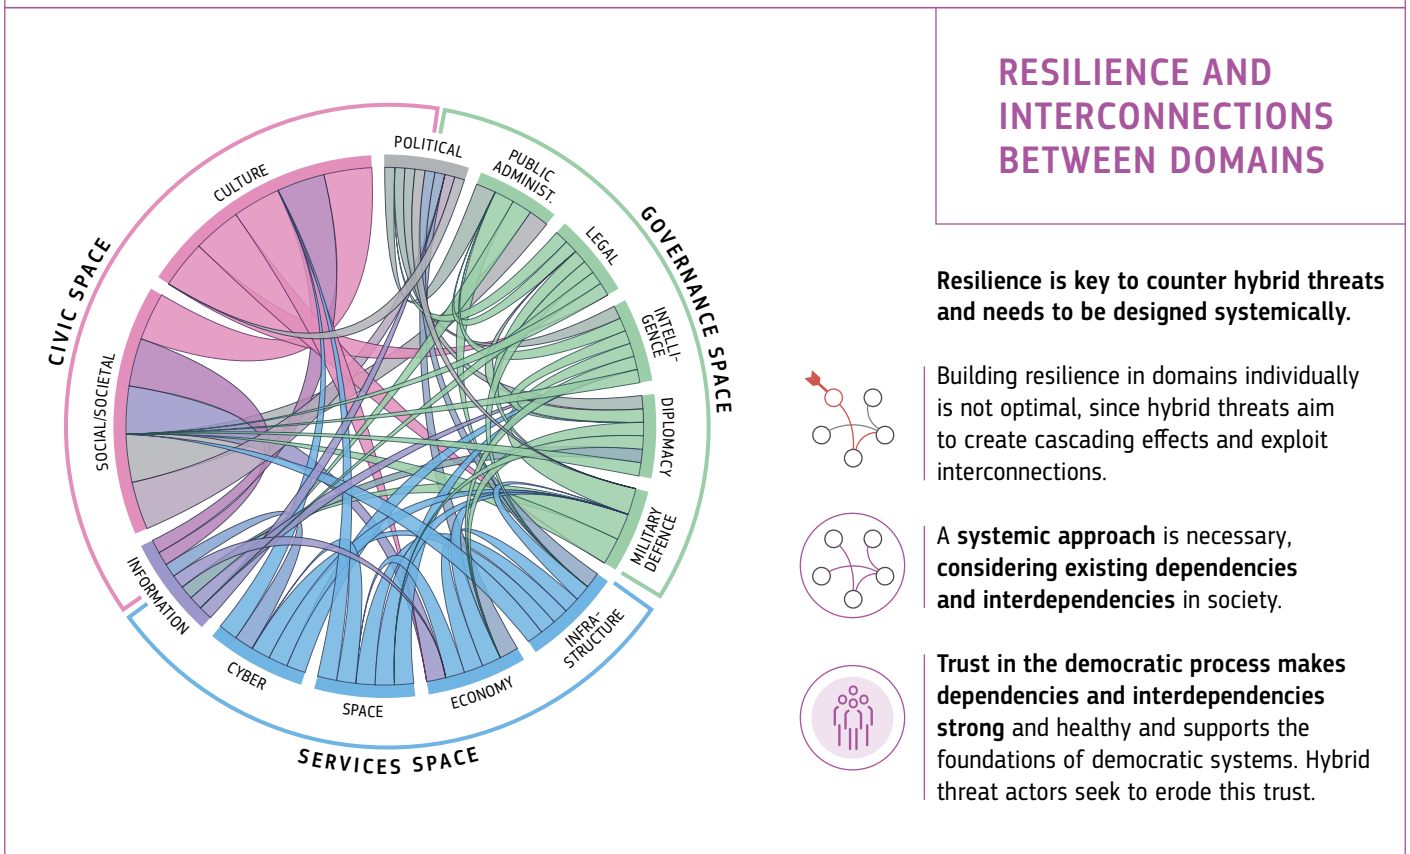 RESILIENCE AND
INTERCONNECTIONS
BETWEEN DOMAINS
CIVIC SPACE
GOVERNANCE SPACE
SERVICES SPACE
CULTURE
POLITICAL
PUBLIC
ADMINIST.
LEGAL
INTELLI-
GENCE
DIPLOMACY
MILITARY
DEFENCE
INFRA-
STRUCTURE
ECONOMY
SPACE
CYBER
INFORMATION
SOCIAL/SOCIETAL
Resilience is key to counter hybrid threats
and needs to be designed systemically.
Building resilience in domains individually
is not optimal, since hybrid threats aim
to create cascading effects and exploit
interconnections.
A systemic approach is necessary,
considering existing dependencies
and interdependencies in society.
Trust in the democratic process makes
dependencies and interdependencies
strong and healthy and supports the
foundations of democratic systems. Hybrid
threat actors seek to erode this trust.